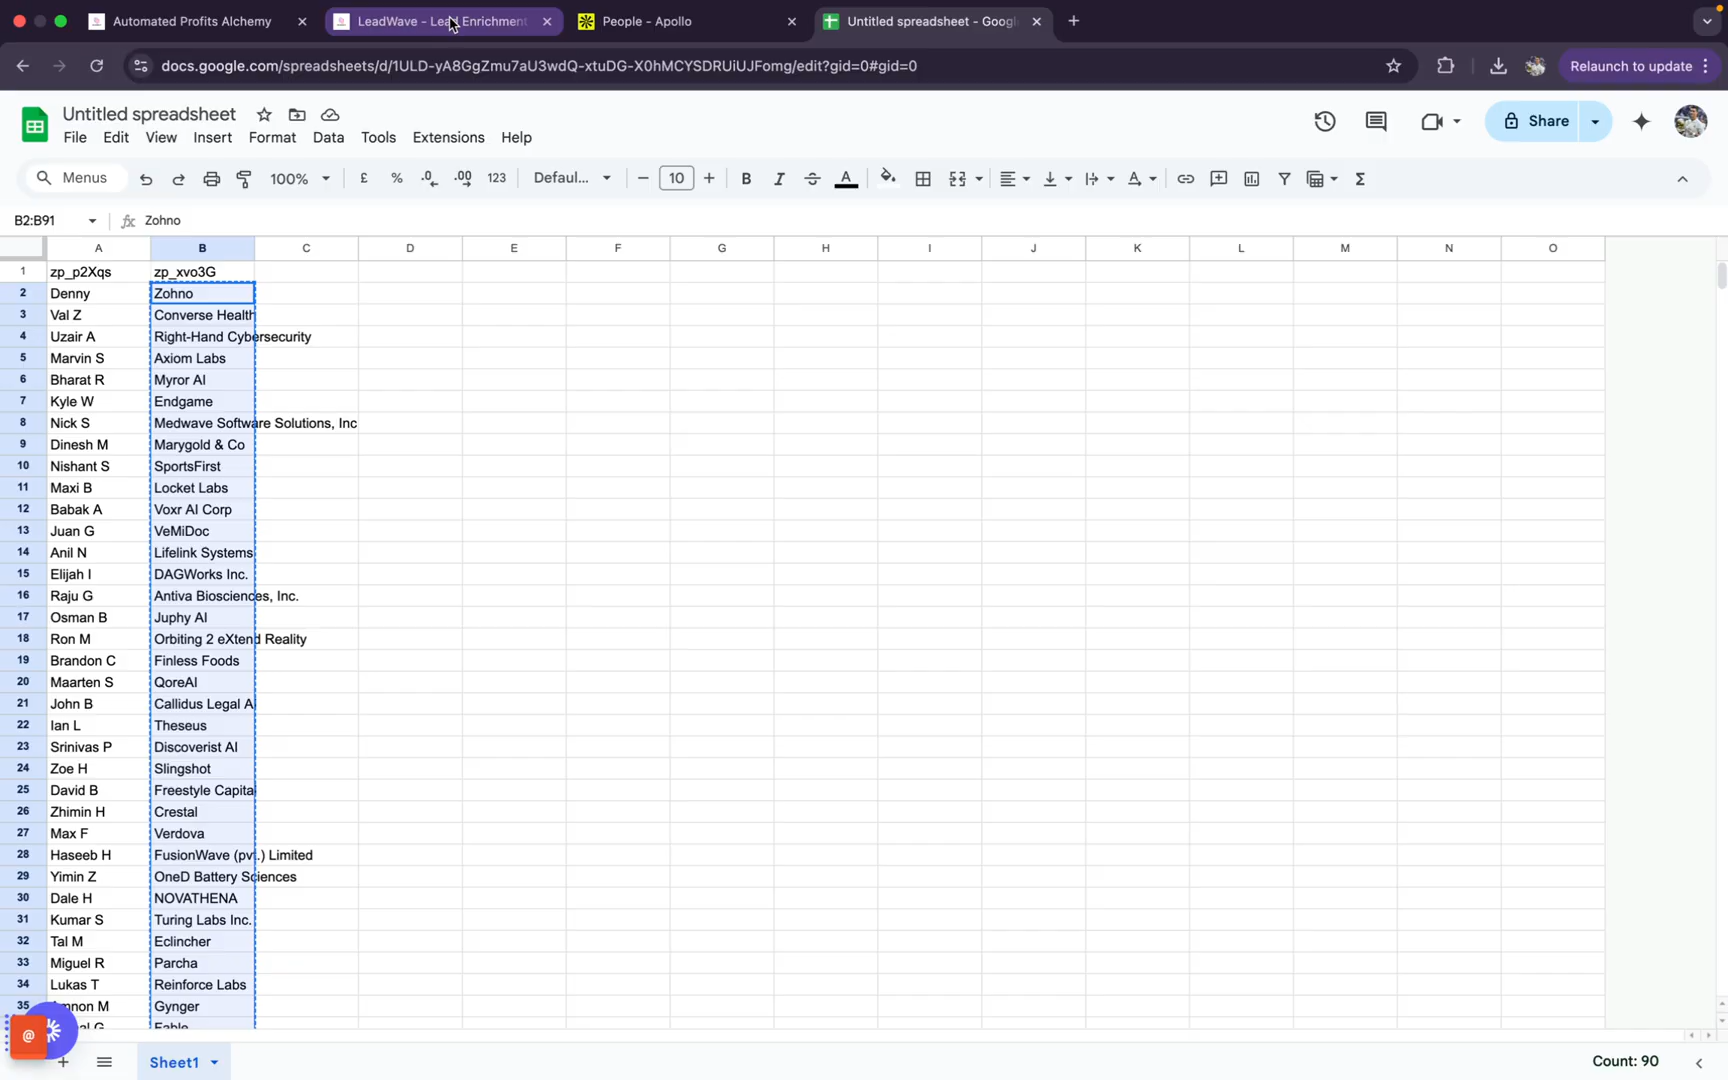 Automated Profits Alchemy
LeadWave - Lead Enrichment
People - Apollo
Untitled spreadsheet - Goog
docs.google.com/spreadsheets/d/1ULD-yA8GgZmu7aU3wdQ-xtuDG-X0hMCYSDRUiUJFomg/edit?gid=0#gid=0
Relaunch to update
Untitled spreadsheet
File Edit View Insert Format Data Tools Extensions Help
Share
Menus 100% £ % .0 .00 123 Defaul... 10 B I A Σ
B2:B91 fx Zohno
A B C D E F G H I J K L M N O
1 zp_p2Xqs zp_xvo3G
2 Denny Zohno
3 Val Z Converse Health
4 Uzair A Right-Hand Cybersecurity
5 Marvin S Axiom Labs
6 Bharat R Myror AI
7 Kyle W Endgame
8 Nick S Medwave Software Solutions, Inc
9 Dinesh M Marygold & Co
10 Nishant S SportsFirst
11 Maxi B Locket Labs
12 Babak A Voxr AI Corp
13 Juan G VeMiDoc
14 Anil N Lifelink Systems
15 Elijah I DAGWorks Inc.
16 Raju G Antiva Biosciences, Inc.
17 Osman B Juphy AI
18 Ron M Orbiting 2 eXtend Reality
19 Brandon C Finless Foods
20 Maarten S QoreAI
21 John B Callidus Legal AI
22 Ian L Theseus
23 Srinivas P Discoverist AI
24 Zoe H Slingshot
25 David B Freestyle Capital
26 Zhimin H Crestal
27 Max F Verdova
28 Haseeb H FusionWave (pvt.) Limited
29 Yimin Z OneD Battery Sciences
30 Dale H NOVATHENA
31 Kumar S Turing Labs Inc.
32 Tal M Eclincher
33 Miguel R Parcha
34 Lukas T Reinforce Labs
35 mnon M Gynger
al G Fable
@
Sheet1
Count: 90